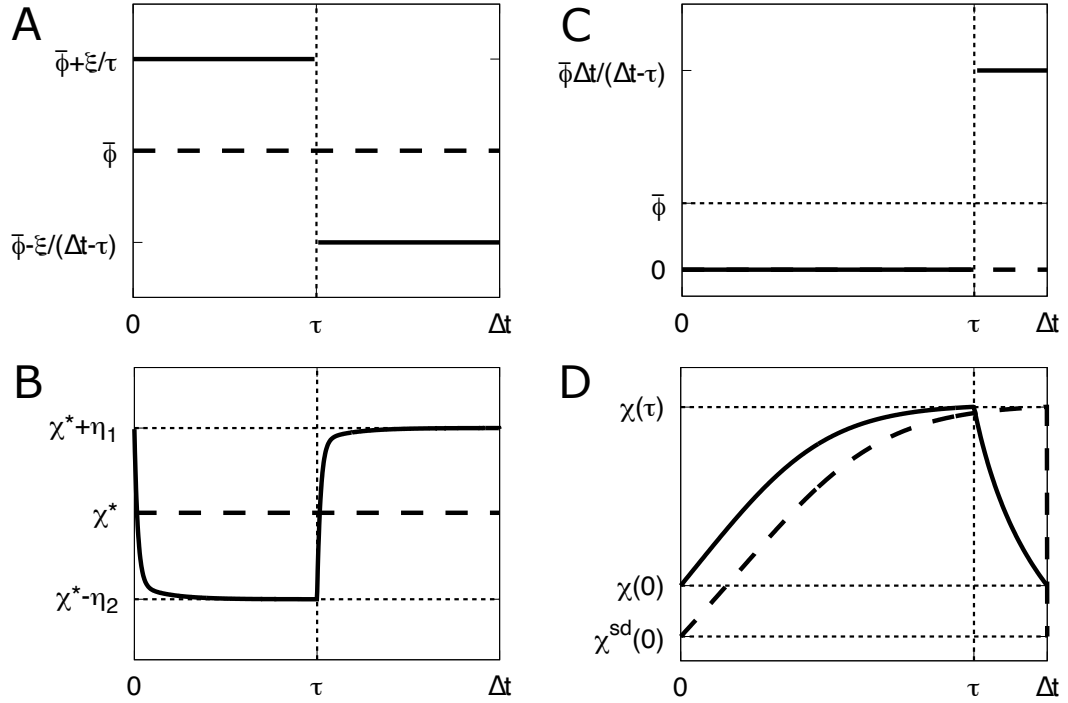 A
φ̄+ξ/τ
φ̄
φ̄-ξ/(Δt-τ)
0 τ Δt
C
φ̄Δt/(Δt-τ)
φ̄
0
0 τ Δt
B
χ*+η₁
χ*
χ*-η₂
0 τ Δt
D
χ(τ)
χ(0)
χˢᵈ(0)
0 τ Δt